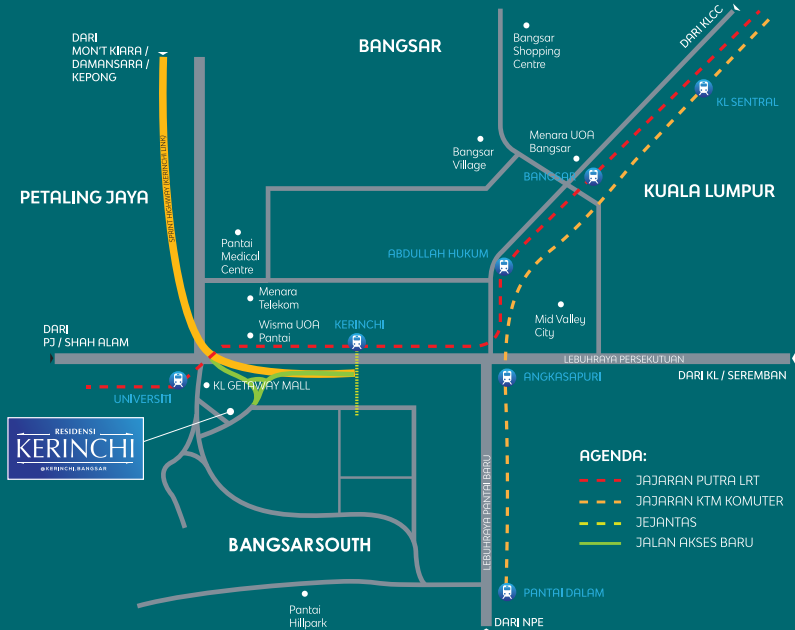 DARI
MON'T KIARA /
DAMANSARA /
KEPONG
BANGSAR
Bangsar
Shopping
Centre
DARI KLCC
KL SENTRAL
SPRINT HIGHWAY (KERINCHI LINK)
Bangsar
Village
Menara UOA
Bangsar
BANGSAR
PETALING JAYA
KUALA LUMPUR
Pantai
Medical
Centre
ABDULLAH HUKUM
Menara
Telekom
Wisma UOA
Pantai
KERINCHI
Mid Valley
City
DARI
PJ / SHAH ALAM
LEBUHRAYA PERSEKUTUAN
DARI KL / SEREMBAN
UNIVERSITI
KL GETAWAY MALL
ANGKASAPURI
RESIDENSI
KERINCHI
@KERINCHI,BANGSAR
LEBUHRAYA PANTAI BARU
AGENDA:
JAJARAN PUTRA LRT
JAJARAN KTM KOMUTER
JEJANTAS
JALAN AKSES BARU
BANGSARSOUTH
PANTAI DALAM
Pantai
Hillpark
DARI NPE